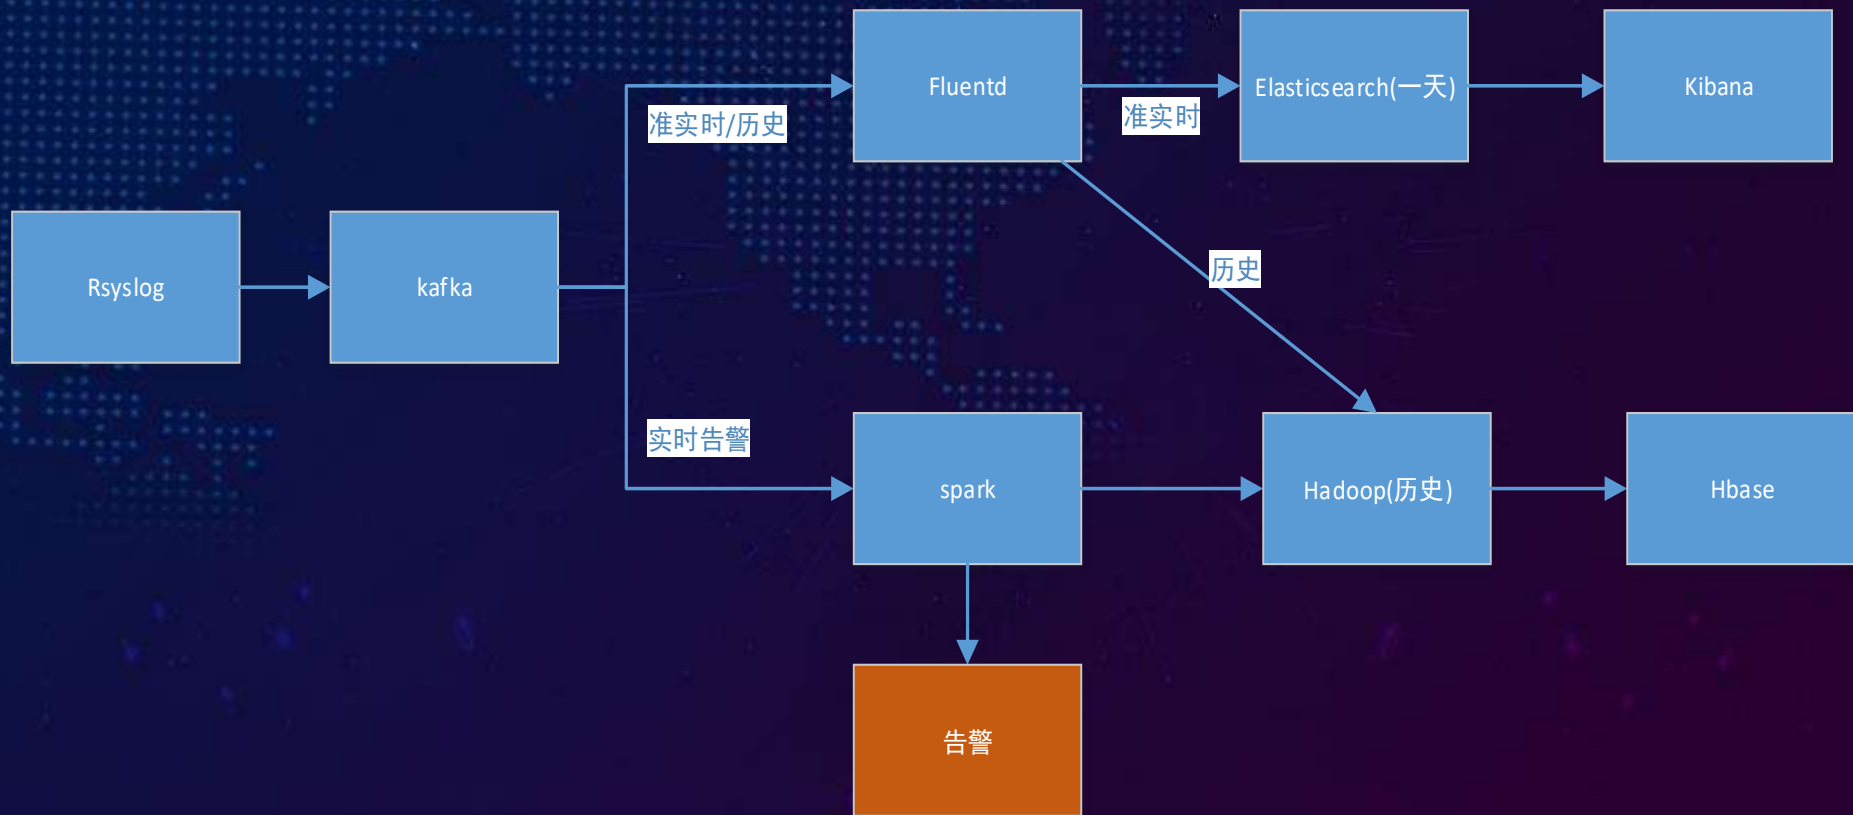 Fluentd
Elasticsearch(一天)
Kibana
准实时/历史
准实时
Rsyslog
kafka
历史
实时告警
spark
Hadoop(历史)
Hbase
告警